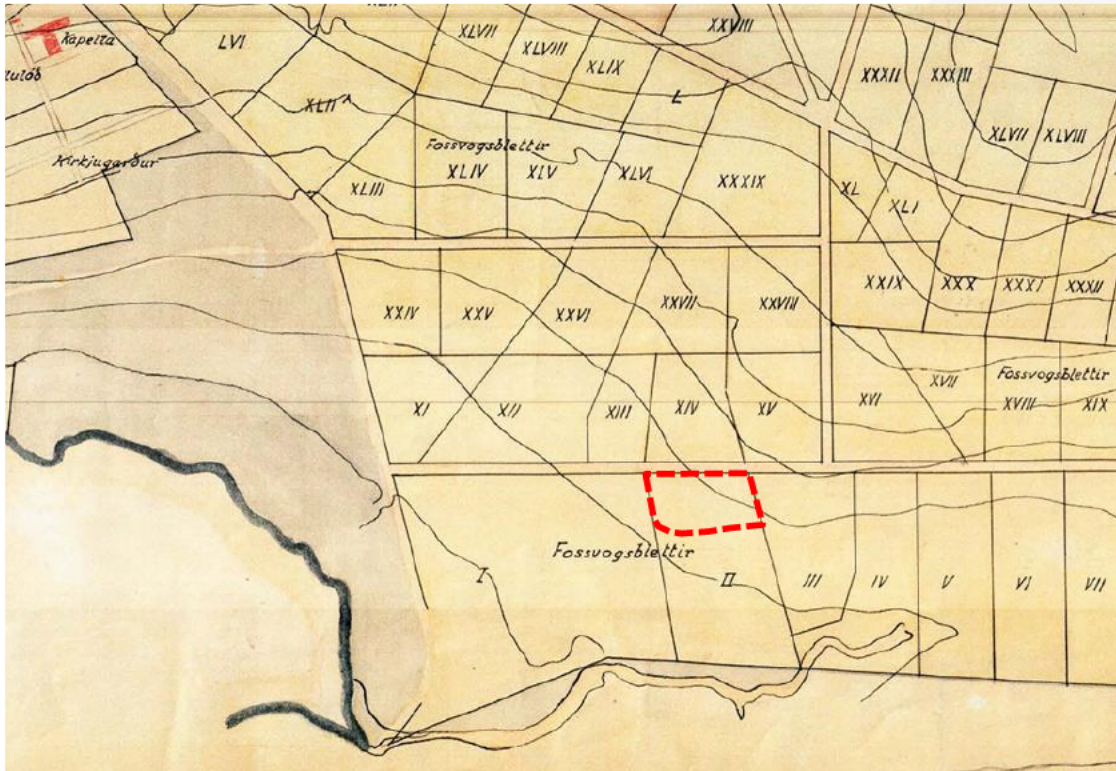 XXVIII
XLVII
LVI
Kapella
XLVIII
XXXII
XXXIII
XLIX
XLII A
L
XLVII
XLVIII
Fossvogsblettir
Kirkjugarður
XLIV
XLV
XLVI
XXXIX
XLIII
XL
XLI
XXIX
XXX
XXXI
XXXII
XXIV
XXV
XXVI
XXVII
XXVIII
Fossvogsblettir
XVII
XI
XII
XIII
XIV
XV
XVI
XVIII
XIX
Fossvogsblettir
I
II
III
IV
V
VI
VII